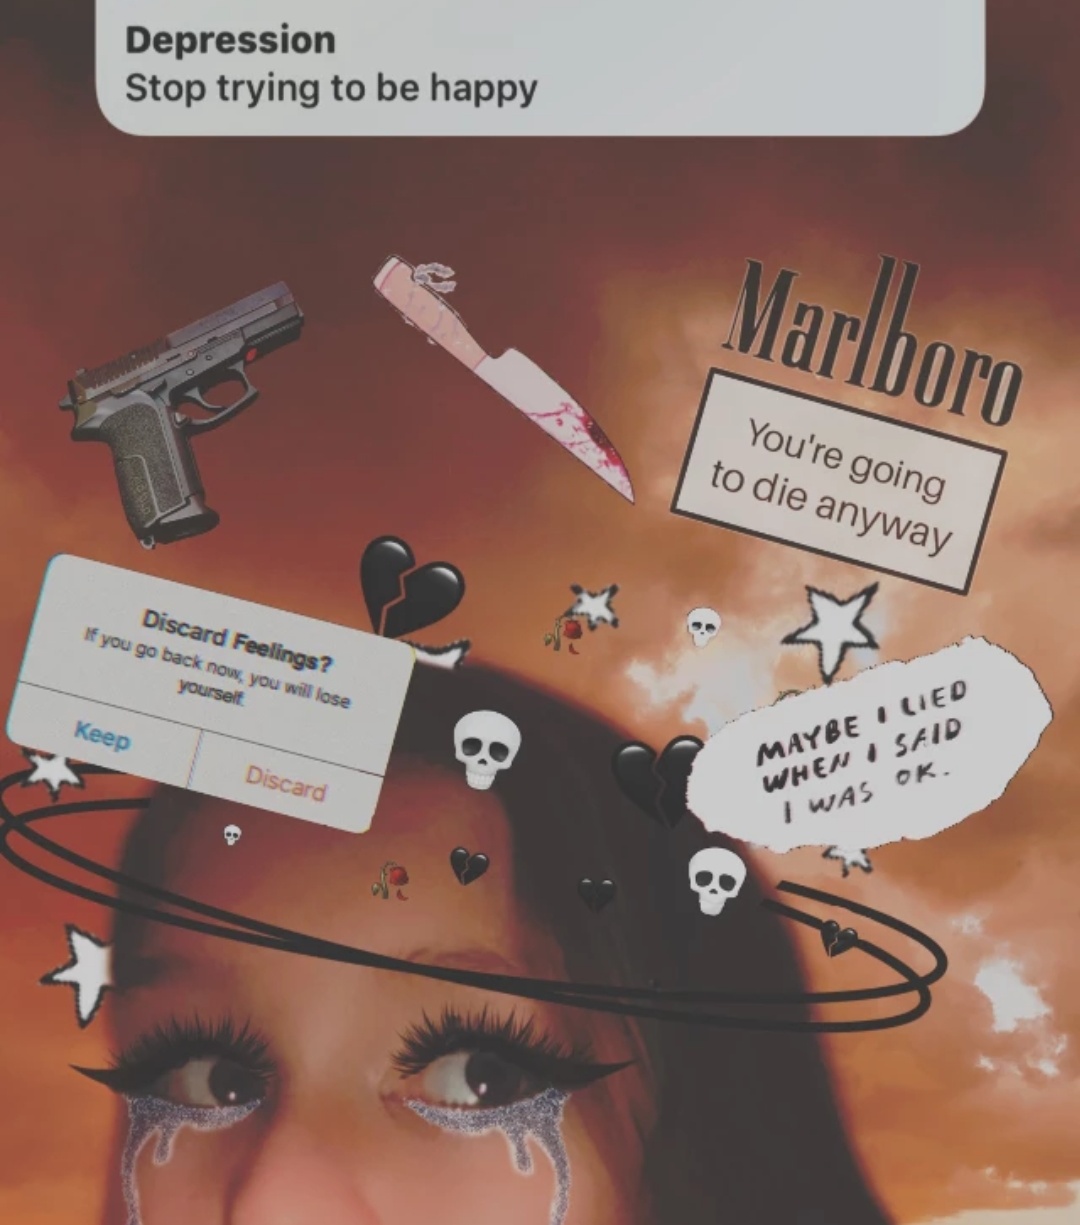 Depression
Stop trying to be happy
Marlboro
You're going
to die anyway
Discard Feelings?
If you go back now, you will lose
yourself.
Keep
Discard
MAYBE I LIED
WHEN I SAID
I WAS OK.